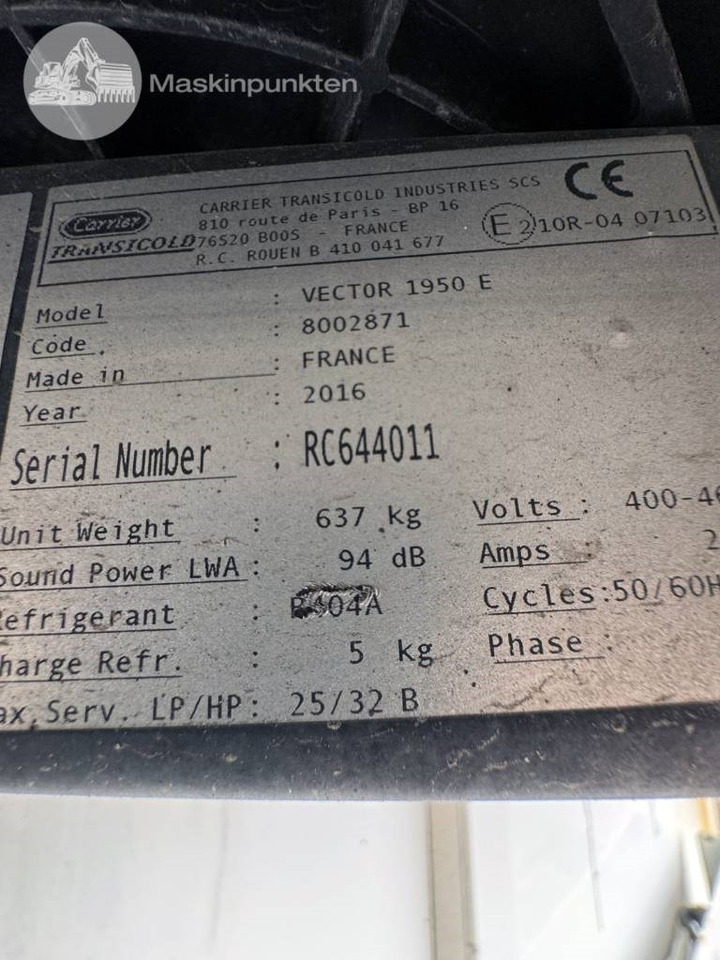 Maskinpunkten
Carrier
TRANSICOLD
CARRIER TRANSICOLD INDUSTRIES SCS
810 route de Paris - BP 16
76520 BOOS - FRANCE
R.C. ROUEN B 410 041 677
CE
E 2 10R-04 07103
Model : VECTOR 1950 E
Code : 8002871
Made in : FRANCE
Year : 2016
Serial Number : RC644011
Unit Weight : 637 kg Volts : 400-4
Sound Power LWA : 94 dB Amps : 2
Refrigerant : R404A Cycles : 50/60H
harge Refr. : 5 kg Phase :
ax. Serv. LP/HP : 25/32 B